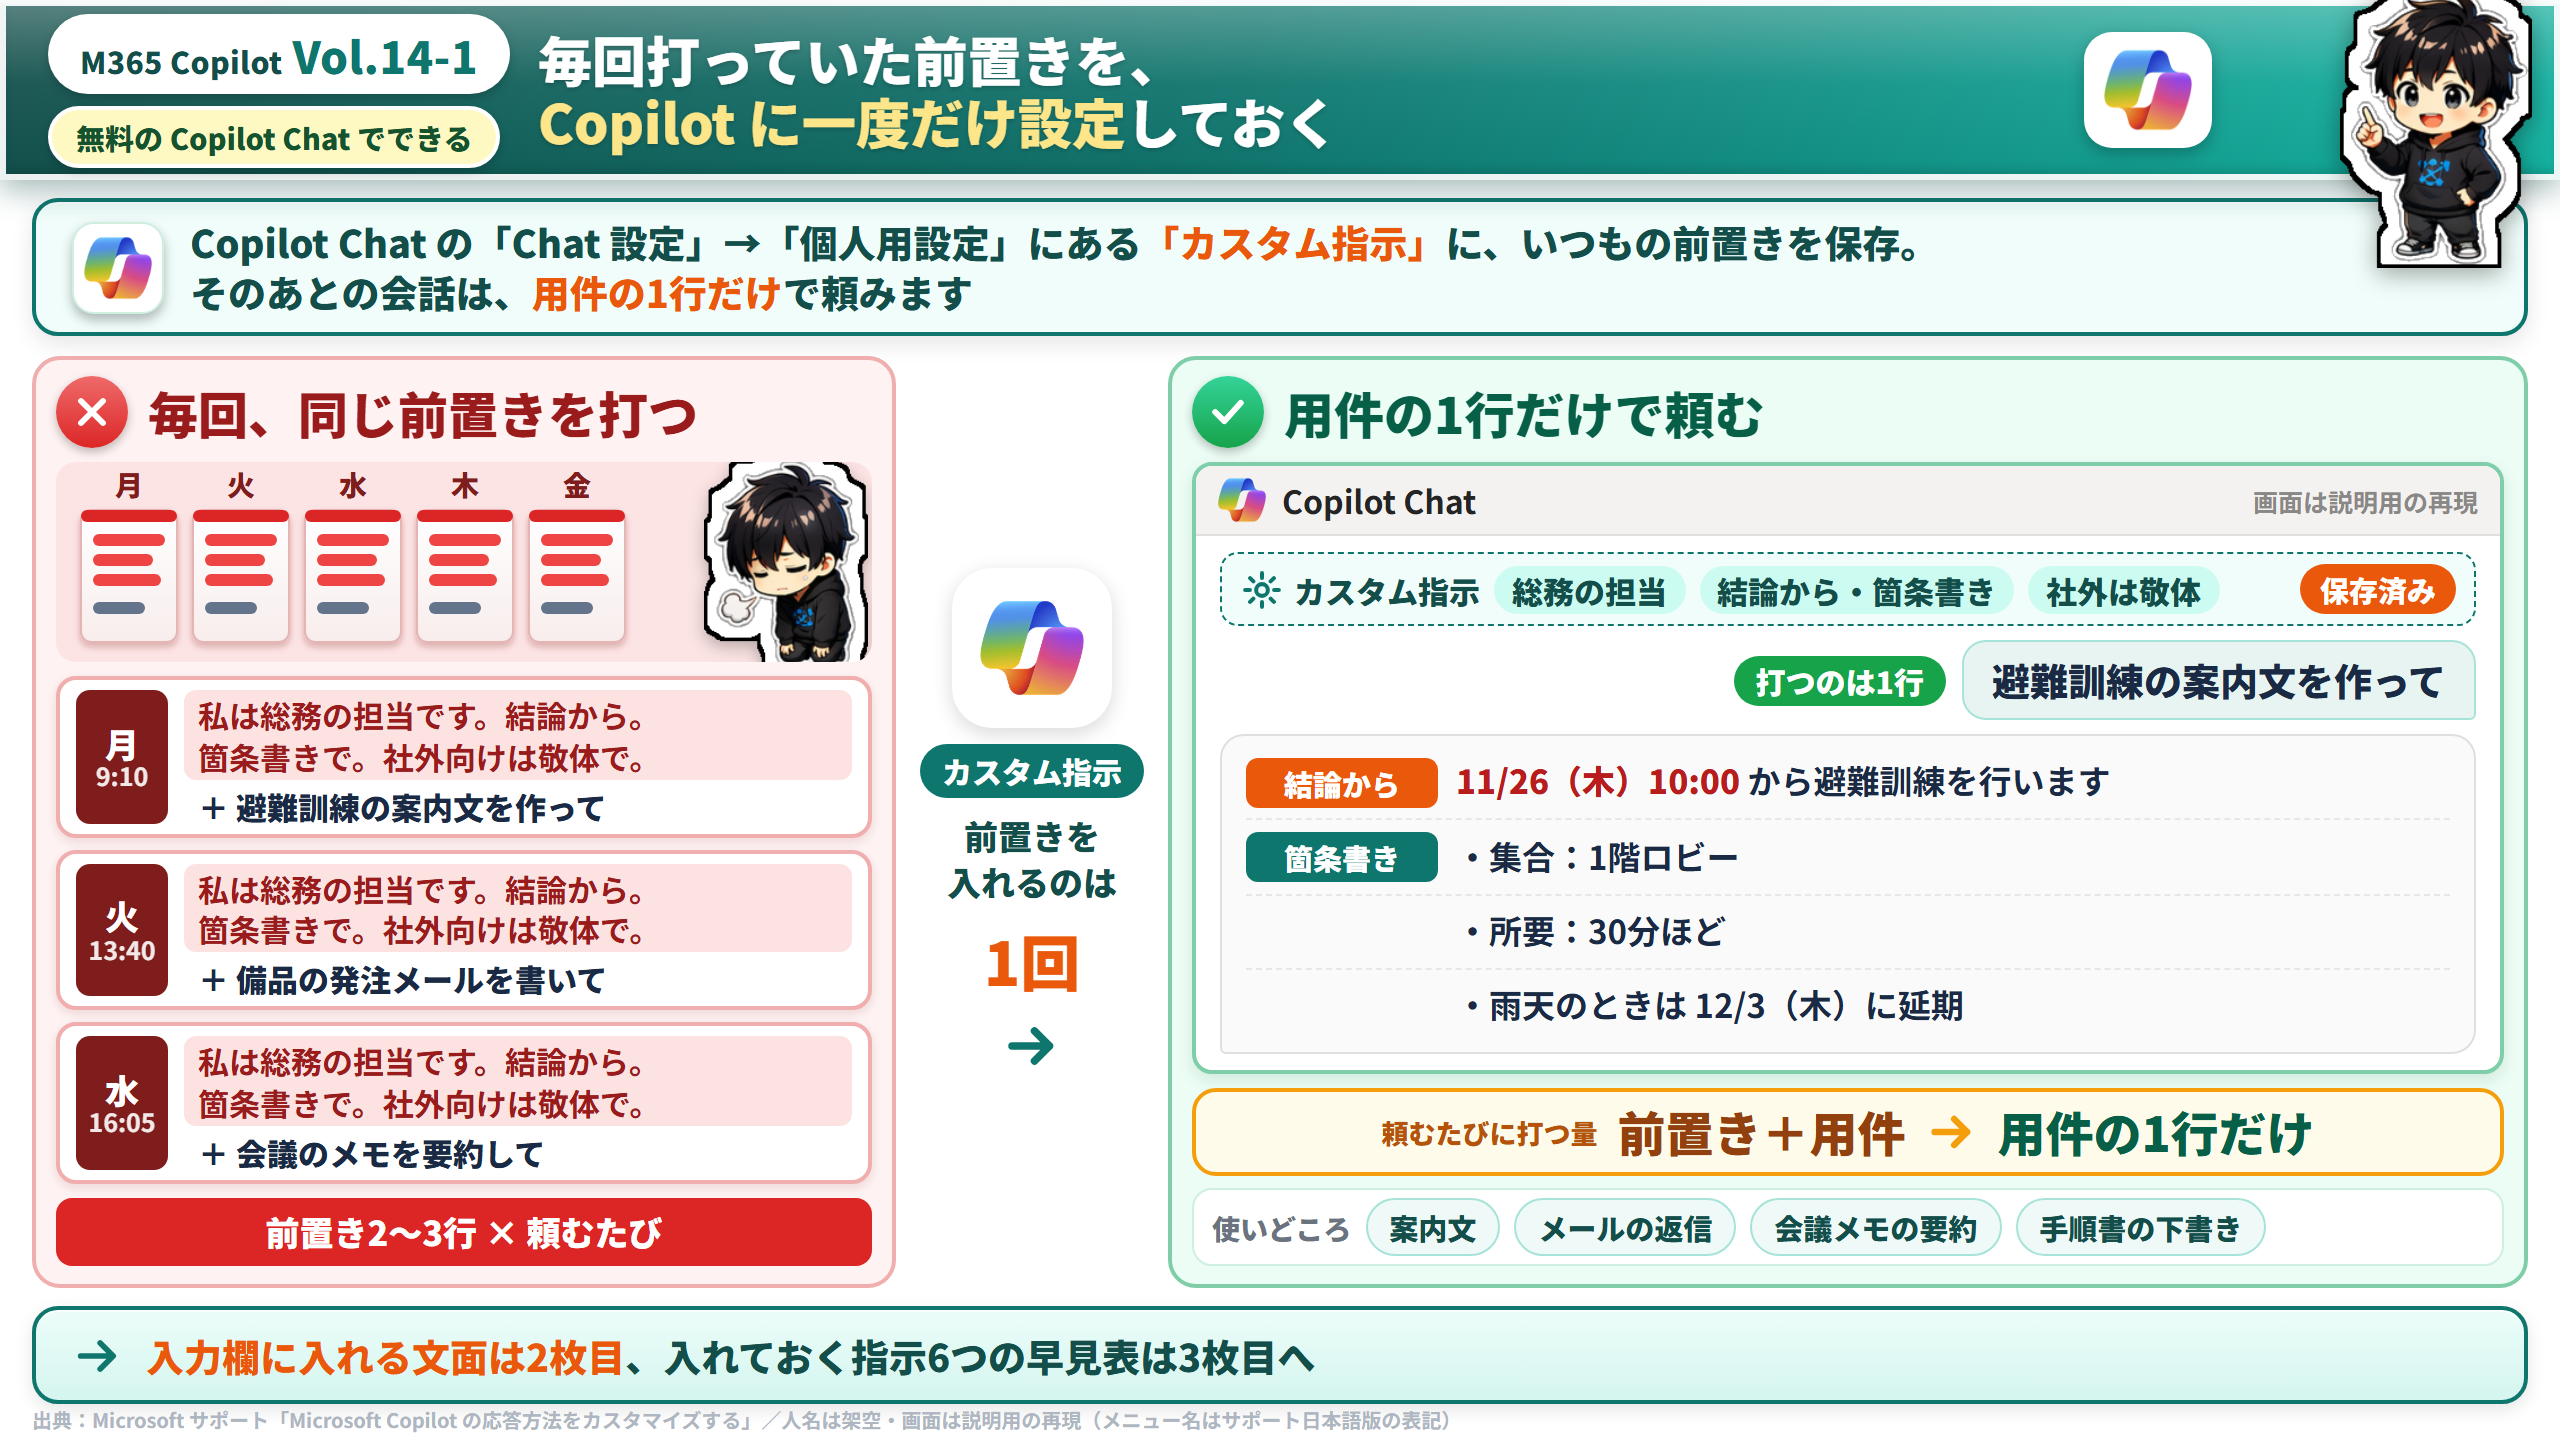 M365 Copilot Vol.14-1
無料の Copilot Chat でできる
毎回打っていた前置きを、
Copilot に一度だけ設定しておく
Copilot Chat の「Chat 設定」→「個人用設定」にある「カスタム指示」に、いつもの前置きを保存。
そのあとの会話は、用件の1行だけで頼みます
毎回、同じ前置きを打つ
月 火 水 木 金
月
9:10
私は総務の担当です。結論から。
箇条書きで。社外向けは敬体で。
＋ 避難訓練の案内文を作って
火
13:40
私は総務の担当です。結論から。
箇条書きで。社外向けは敬体で。
＋ 備品の発注メールを書いて
水
16:05
私は総務の担当です。結論から。
箇条書きで。社外向けは敬体で。
＋ 会議のメモを要約して
前置き2〜3行 × 頼むたび
カスタム指示
前置きを
入れるのは
1回
→
用件の1行だけで頼む
Copilot Chat 画面は説明用の再現
カスタム指示 総務の担当 結論から・箇条書き 社外は敬体 保存済み
打つのは1行 避難訓練の案内文を作って
結論から 11/26（木）10:00 から避難訓練を行います
箇条書き ・集合：1階ロビー
・所要：30分ほど
・雨天のときは 12/3（木）に延期
頼むたびに打つ量 前置き＋用件 → 用件の1行だけ
使いどころ 案内文 メールの返信 会議メモの要約 手順書の下書き
→ 入力欄に入れる文面は2枚目、入れておく指示6つの早見表は3枚目へ
出典：Microsoft サポート「Microsoft Copilot の応答方法をカスタマイズする」／人名は架空・画面は説明用の再現（メニュー名はサポート日本語版の表記）